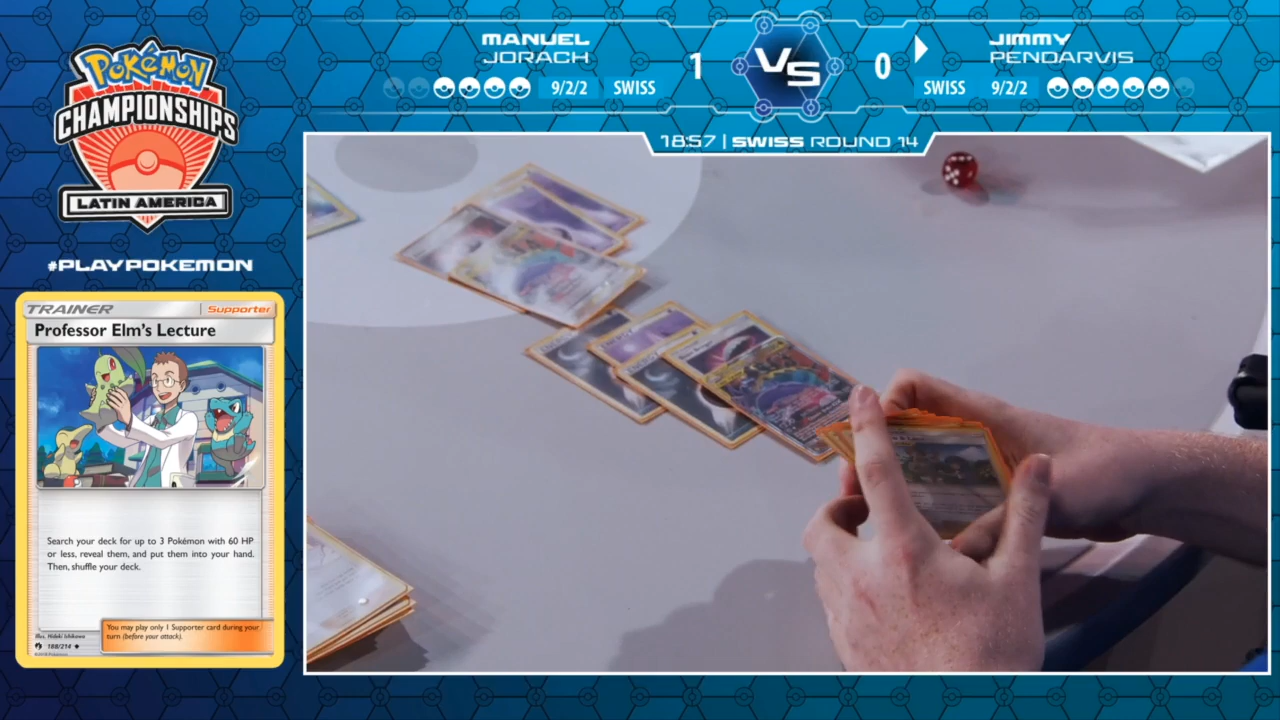 POKÉMON
CHAMPIONSHIPS
LATIN AMERICA
#PLAYPOKEMON
MANUEL
JORACH
9/2/2
SWISS
1
VS
0
JIMMY
PENDARVIS
SWISS
9/2/2
18:57 | SWISS ROUND 14
TRAINER
Supporter
Professor Elm's Lecture
Search your deck for up to 3 Pokémon with 60 HP
or less, reveal them, and put them into your hand.
Then, shuffle your deck.
You may play only 1 Supporter card during your
turn (before your attack).
Illus. Hideki Ishikawa
188/214